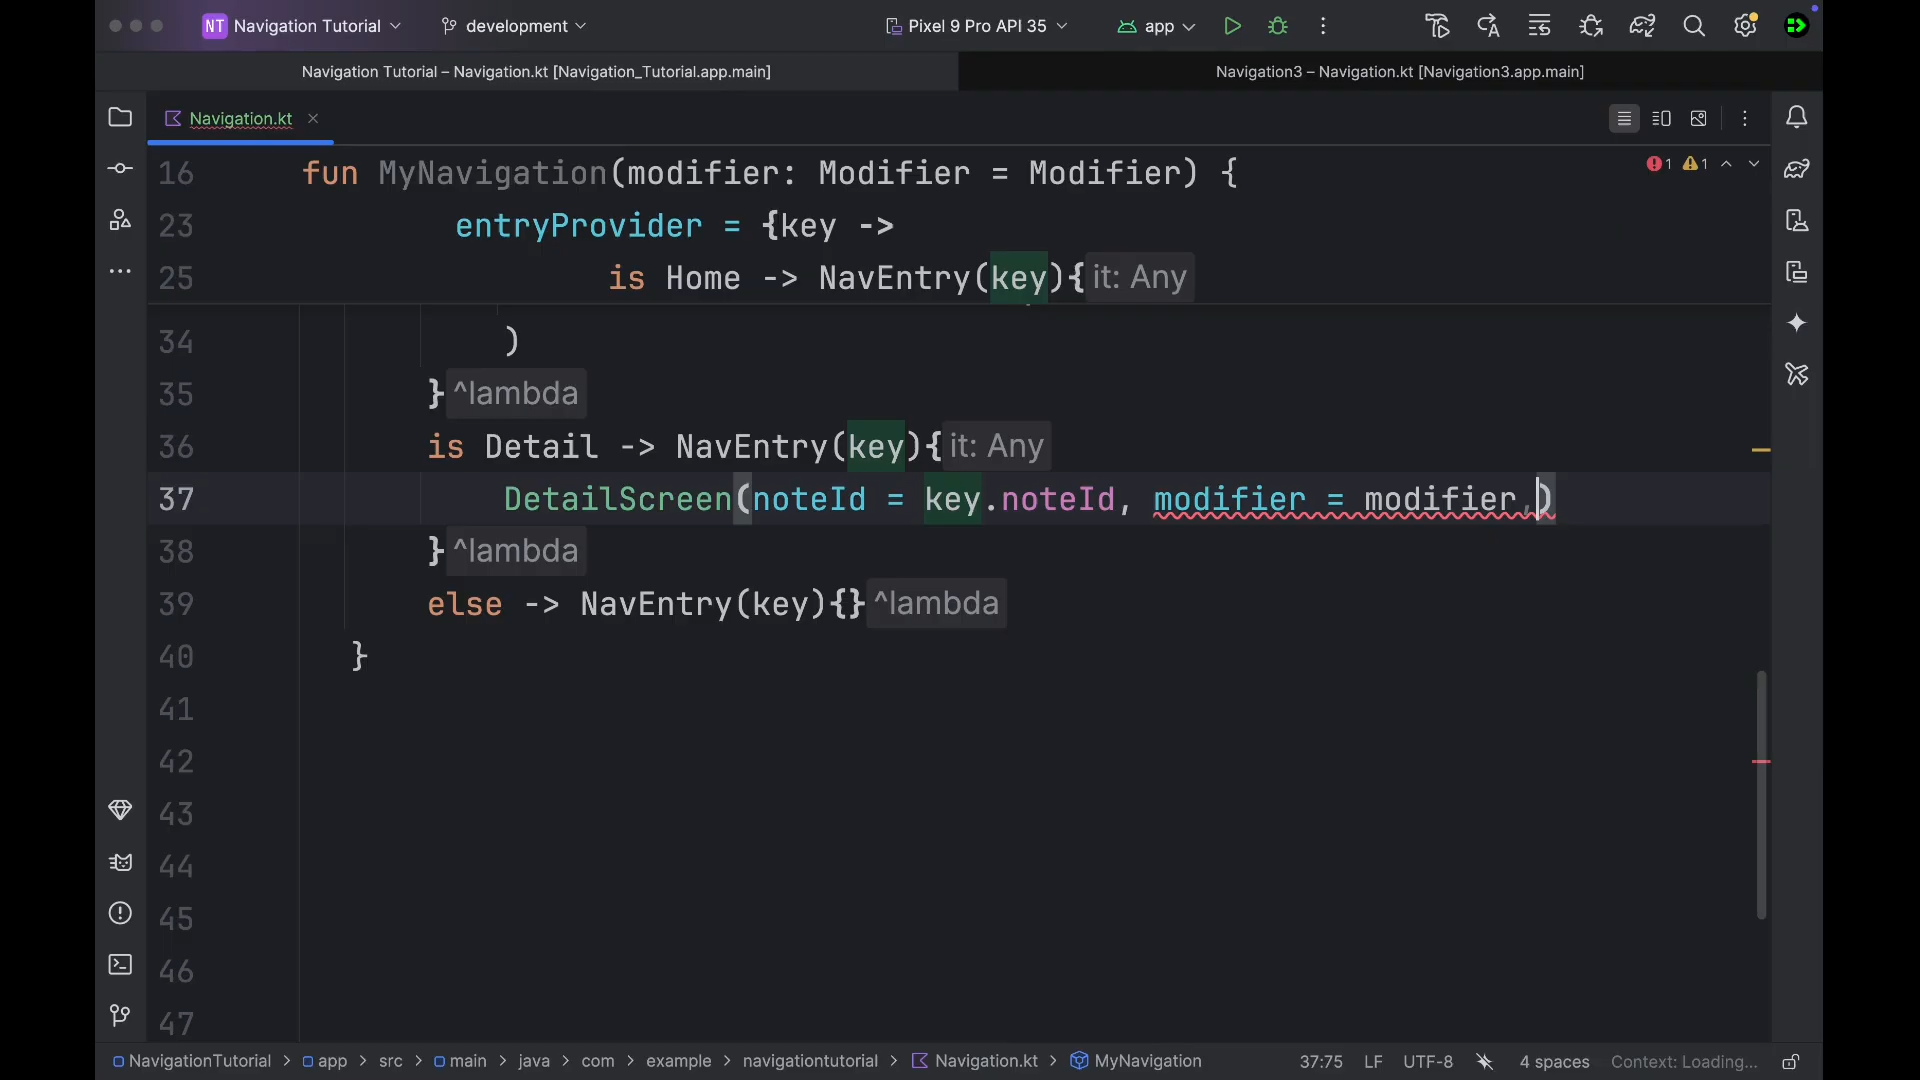 NT Navigation Tutorial development Pixel 9 Pro API 35 app
Navigation Tutorial – Navigation.kt [Navigation_Tutorial.app.main] Navigation3 – Navigation.kt [Navigation3.app.main]
Navigation.kt
16 fun MyNavigation(modifier: Modifier = Modifier) { 1 1
23 entryProvider = {key ->
25 is Home -> NavEntry(key){ it: Any
34 )
35 } ^lambda
36 is Detail -> NavEntry(key){ it: Any
37 DetailScreen(noteId = key.noteId, modifier = modifier,)
38 } ^lambda
39 else -> NavEntry(key){} ^lambda
40 }
41
42
43
44
45
46
47
NavigationTutorial > app > src > main > java > com > example > navigationtutorial > Navigation.kt > MyNavigation 37:75 LF UTF-8 4 spaces Context: Loading...